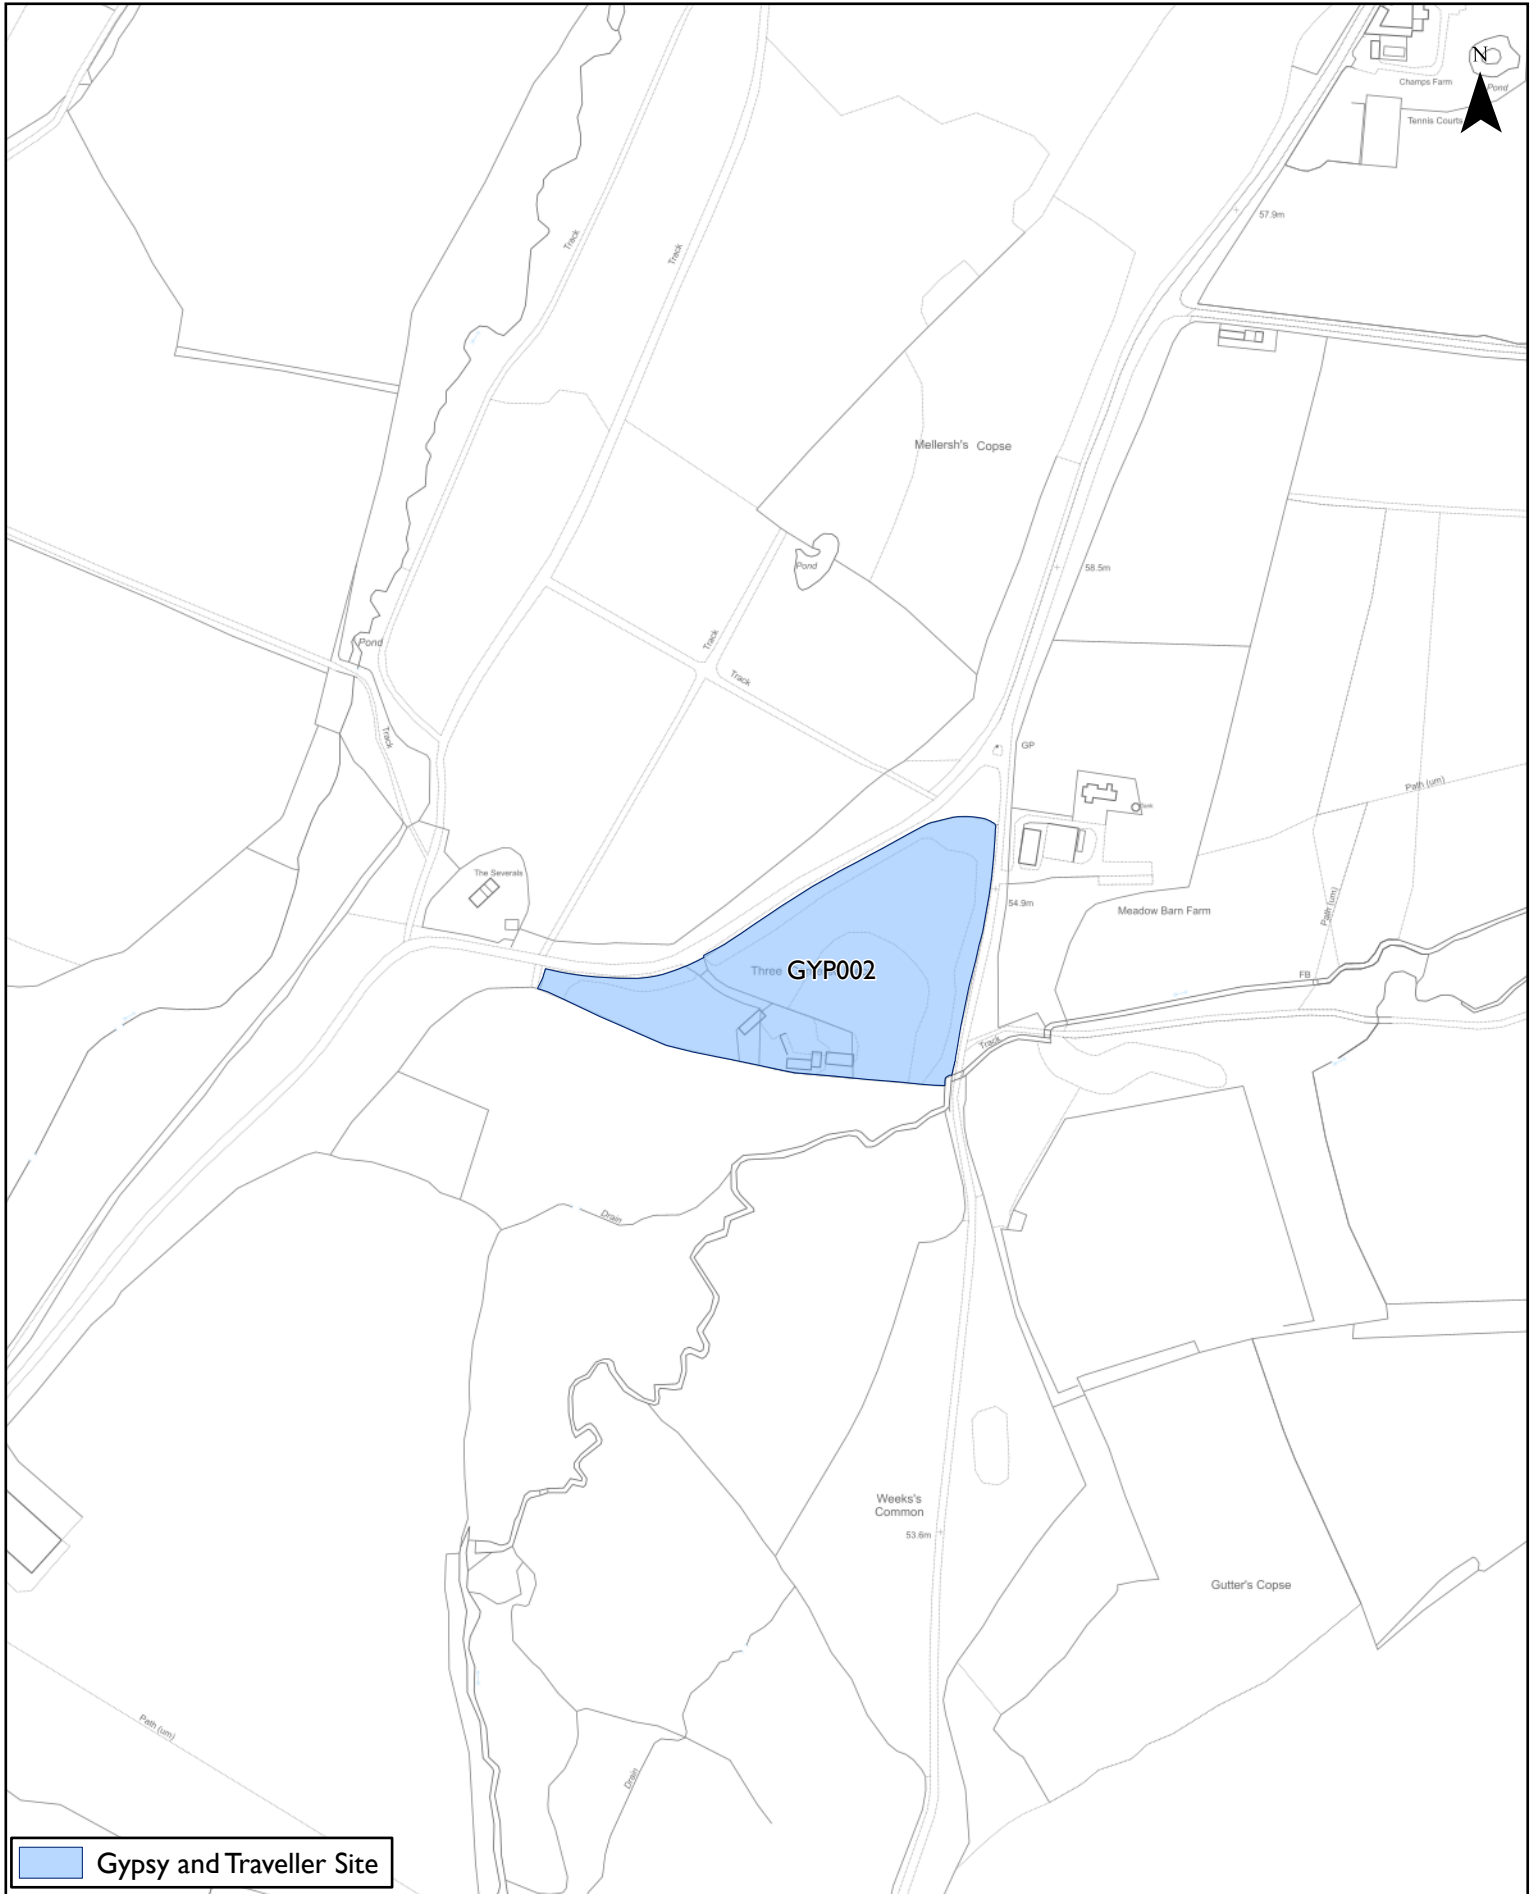 N
Champs Farm
Pond
Tennis Courts
57.9m
Track
Track
Mellersh's Copse
58.5m
Pond
Track
Pond
Track
Track
GP
Path (um)
Tank
The Severals
54.9m
Meadow Barn Farm
Path (um)
Three
GYP002
FB
Track
Drain
Weeks's
Common
53.6m
Gutter's Copse
Path (um)
Drain
Gypsy and Traveller Site